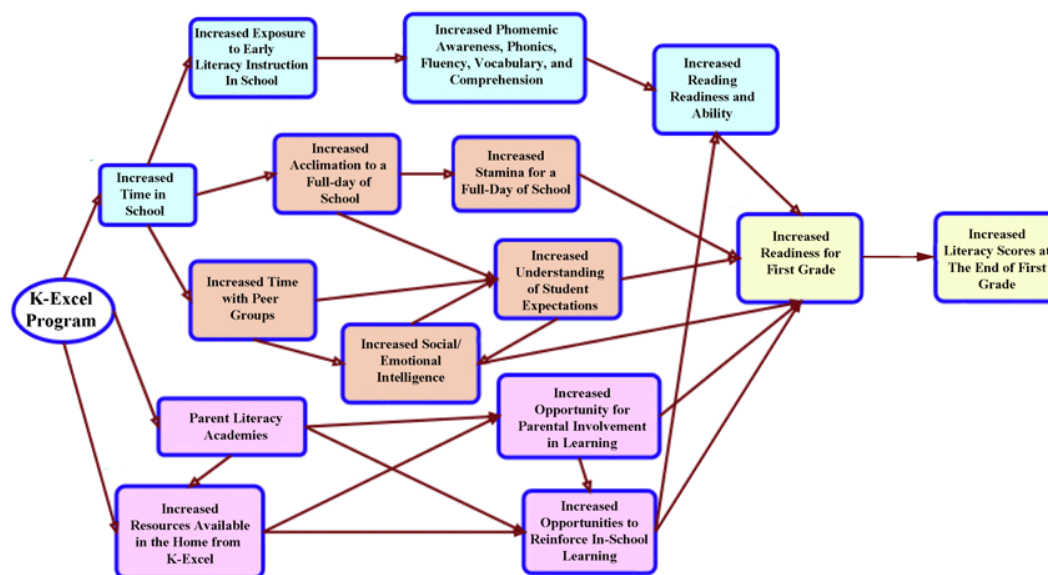 Increased Exposure
to Early
Literacy Instruction
In School
Increased Phomemic
Awareness, Phonics,
Fluency, Vocabulary, and
Comprehension
Increased
Reading
Readiness and
Ability
Increased
Time in
School
Increased
Acclimation to a
Full-day of
School
Increased
Stamina for a
Full-Day of School
Increased
Readiness for
First Grade
Increased
Literacy Scores at
The End of First
Grade
K-Excel
Program
Increased Time
with Peer
Groups
Increased
Understanding
of Student
Expectations
Increased Social/
Emotional
Intelligence
Parent Literacy
Academies
Increased
Opportunity for
Parental Involvement
in Learning
Increased
Resources Available
in the Home from
K-Excel
Increased
Opportunities to
Reinforce In-School
Learning